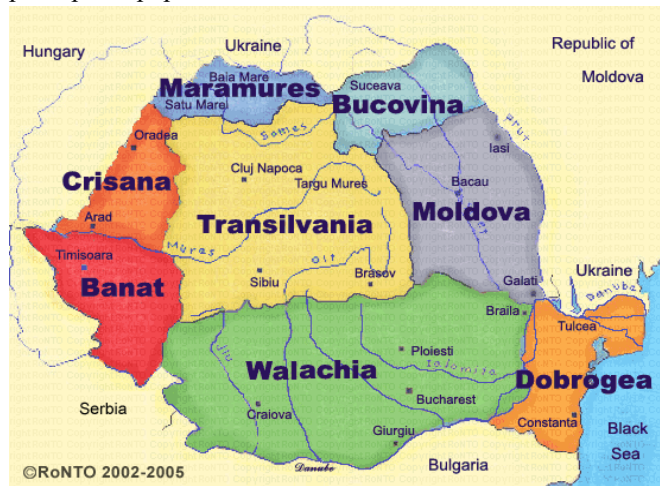 Hungary
Ukraine
Republic of
Moldova
Baia Mare
Maramures
Satu Marei
Suceava
Bucovina
Prut
Oradea
Somes
Iasi
Crisana
Cluj Napoca
Targu Mures
Bacau
Transilvania
Moldova
Arad
Mures
Olt
Timisoara
Banat
Sibiu
Brasov
Galati
Ukraine
Danube
Braila
Tulcea
Jiu
Ploiesti
Ialomita
Walachia
Dobrogea
Bucharest
Serbia
Craiova
Giurgiu
Constanta
Black
Sea
Danube
Bulgaria
©RoNTO 2002-2005